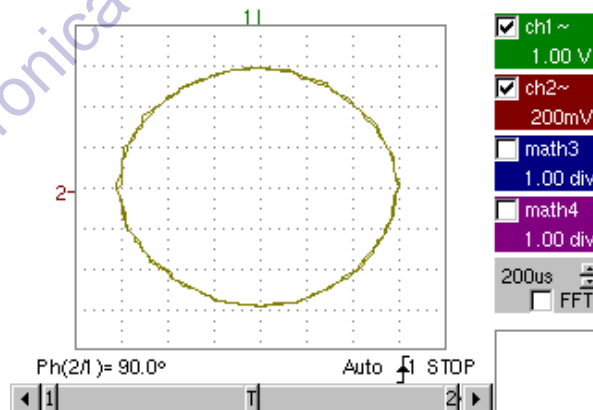 1
ch1 ~
1.00 V
ch2~
200mV
2
math3
1.00 div
math4
1.00 div
200us
FFT
Ph(2/1)= 90.0º
Auto 1 STOP
1 T 2